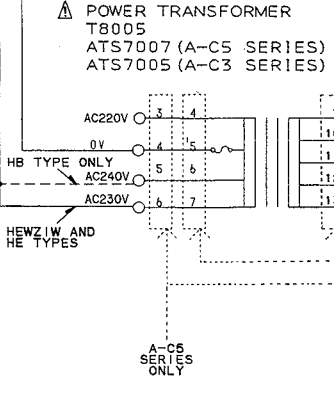 ⚠ POWER TRANSFORMER
T8005
ATS7007 (A-C5 SERIES)
ATS7005 (A-C3 SERIES)
AC220V 3 4
0V 4 5
HB TYPE ONLY
AC240V 5 6
AC230V 6 7
HEWZIW AND
HE TYPES
A-C5
SERIES
ONLY